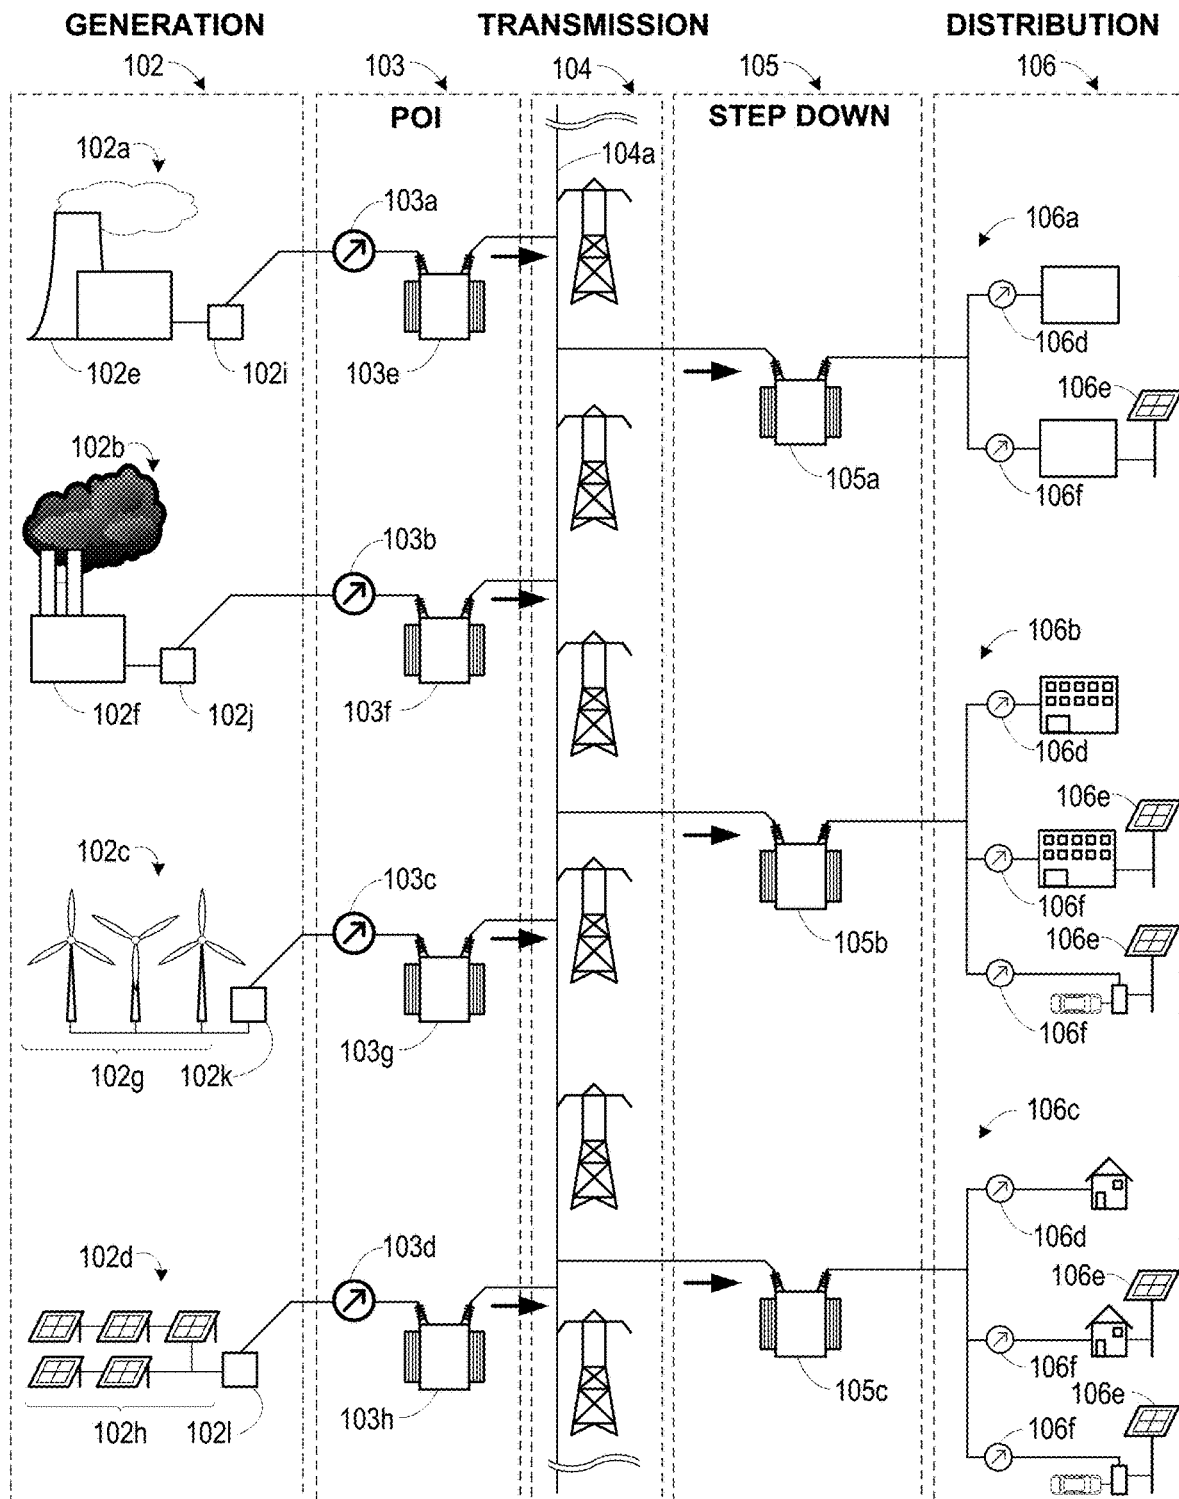 GENERATION TRANSMISSION DISTRIBUTION
102 103 104 105 106
POI STEP DOWN
102a
104a
103a
106a
102e 102i 103e
106d
106e
102b
105a
106f
103b
106b
102f 102j 103f
106d
106e
102c
103c
106f
105b
106e
103g
106f
102g 102k
106c
106d
102d
103d
106e
106f
105c
106e
103h
102h 102l
106f